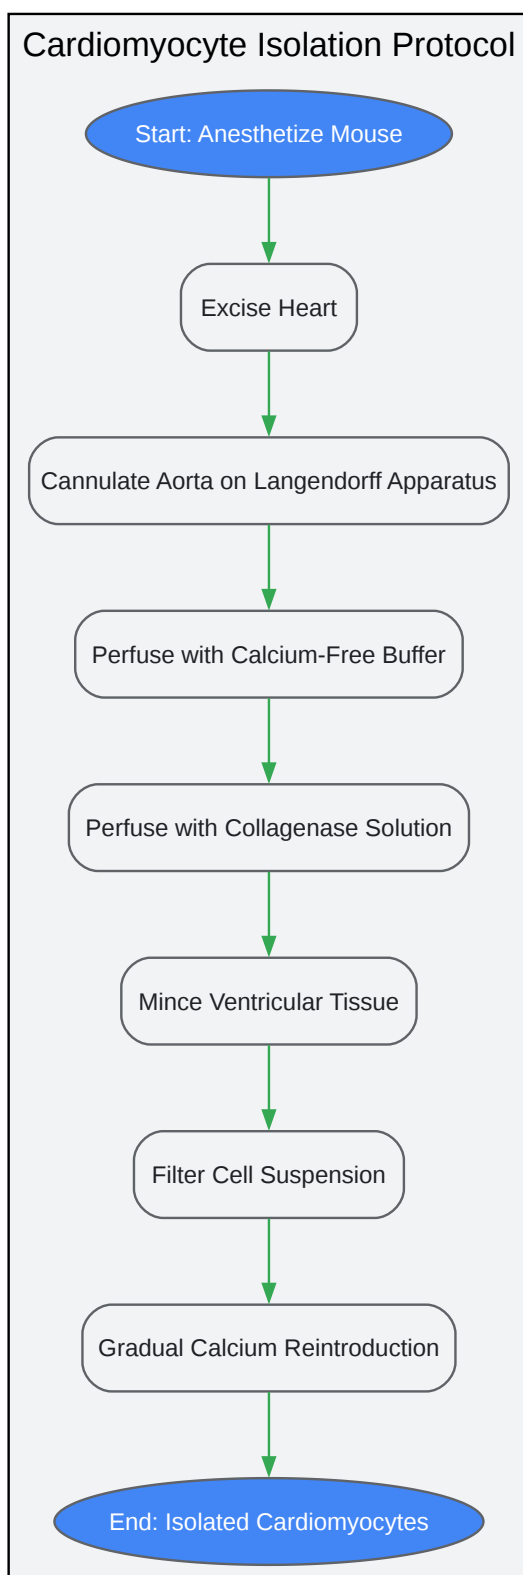 Cardiomyocyte Isolation Protocol
Start: Anesthetize Mouse
Excise Heart
Cannulate Aorta on Langendorff Apparatus
Perfuse with Calcium-Free Buffer
Perfuse with Collagenase Solution
Mince Ventricular Tissue
Filter Cell Suspension
Gradual Calcium Reintroduction
End: Isolated Cardiomyocytes